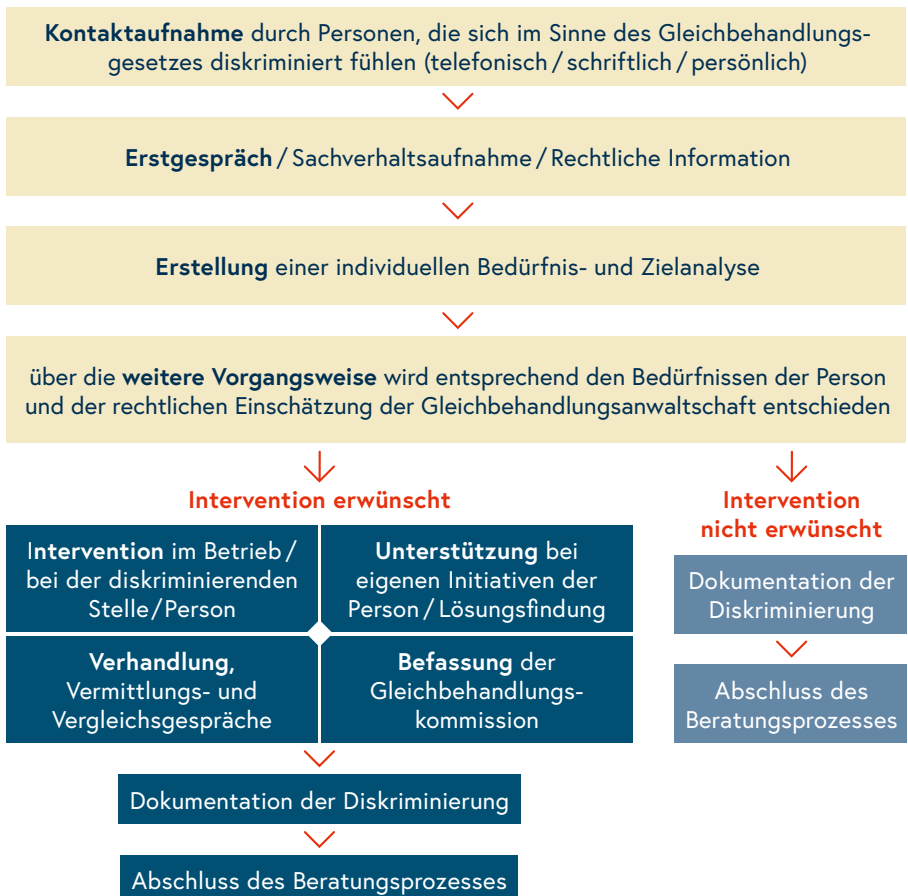 Kontaktaufnahme durch Personen, die sich im Sinne des Gleichbehandlungs-
gesetzes diskriminiert fühlen (telefonisch / schriftlich / persönlich)
Erstgespräch / Sachverhaltsaufnahme / Rechtliche Information
Erstellung einer individuellen Bedürfnis- und Zielanalyse
über die weitere Vorgangsweise wird entsprechend den Bedürfnissen der Person
und der rechtlichen Einschätzung der Gleichbehandlungsanwaltschaft entschieden
Intervention erwünscht
Intervention im Betrieb /
bei der diskriminierenden
Stelle / Person
Unterstützung bei
eigenen Initiativen der
Person / Lösungsfindung
Verhandlung,
Vermittlungs- und
Vergleichsgespräche
Befassung der
Gleichbehandlungs-
kommission
Dokumentation der Diskriminierung
Abschluss des Beratungsprozesses
Intervention
nicht erwünscht
Dokumentation der
Diskriminierung
Abschluss des
Beratungsprozesses